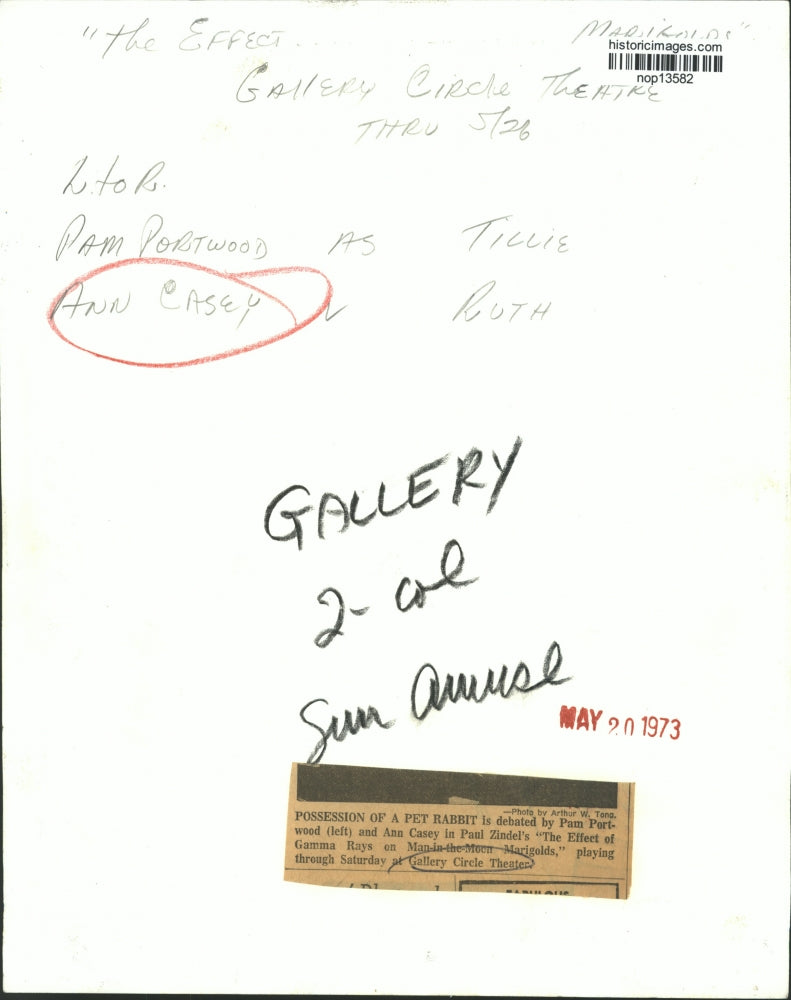 "The EFFECT . . . . . . . . . MARIGOLDS"
historicimages.com
nop13582
GALLERY CIRCLE THEATRE
THRU 5/26
L. to R.
PAM PORTWOOD AS TILLIE
ANN CASEY " RUTH
GALLERY
2-col
Sun Amuse
MAY 20 1973
—Photo by Arthur W. Tong.
POSSESSION OF A PET RABBIT is debated by Pam Port-
wood (left) and Ann Casey in Paul Zindel's "The Effect of
Gamma Rays on Man-in-the-Moon Marigolds," playing
through Saturday at Gallery Circle Theater.
FABULOUS